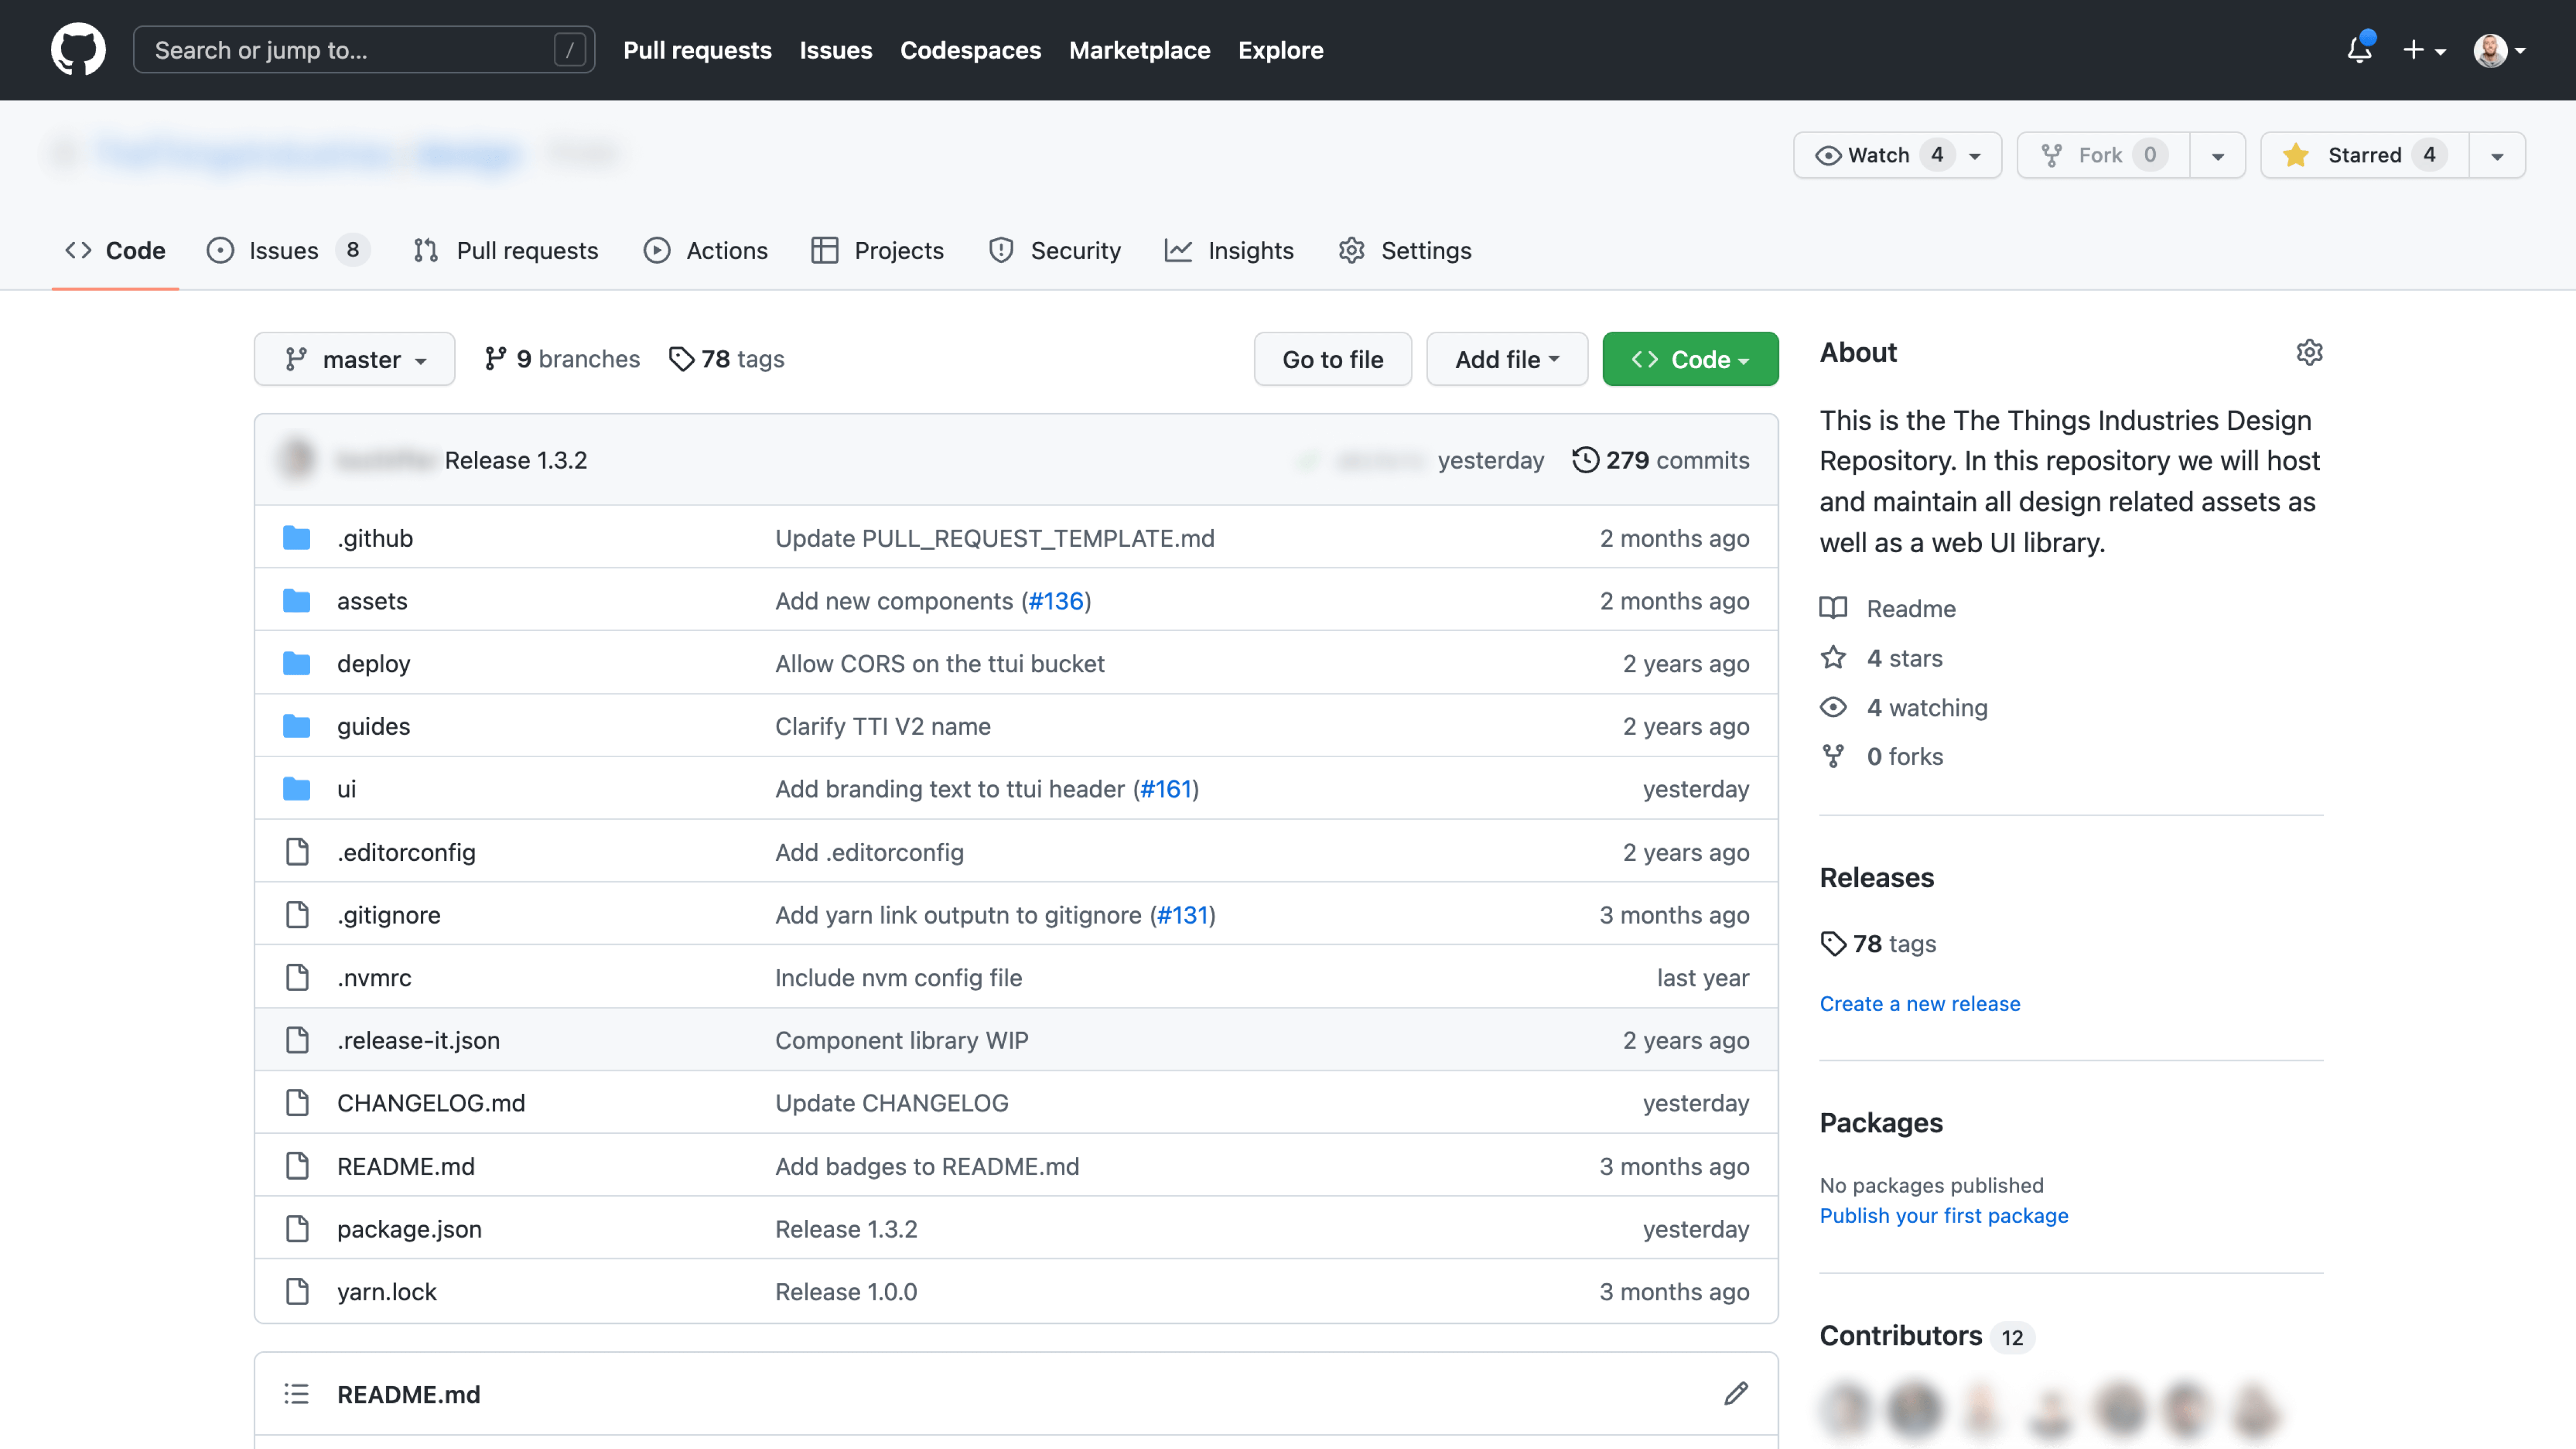 Search or jump to... /
Pull requests Issues Codespaces Marketplace Explore
Watch 4 Fork 0 Starred 4
Code Issues 8 Pull requests Actions Projects Security Insights Settings
master 9 branches 78 tags Go to file Add file Code
Release 1.3.2 yesterday 279 commits
.github Update PULL_REQUEST_TEMPLATE.md 2 months ago
assets Add new components (#136) 2 months ago
deploy Allow CORS on the ttui bucket 2 years ago
guides Clarify TTI V2 name 2 years ago
ui Add branding text to ttui header (#161) yesterday
.editorconfig Add .editorconfig 2 years ago
.gitignore Add yarn link outputn to gitignore (#131) 3 months ago
.nvmrc Include nvm config file last year
.release-it.json Component library WIP 2 years ago
CHANGELOG.md Update CHANGELOG yesterday
README.md Add badges to README.md 3 months ago
package.json Release 1.3.2 yesterday
yarn.lock Release 1.0.0 3 months ago
README.md
About
This is the The Things Industries Design
Repository. In this repository we will host
and maintain all design related assets as
well as a web UI library.
Readme
4 stars
4 watching
0 forks
Releases
78 tags
Create a new release
Packages
No packages published
Publish your first package
Contributors 12